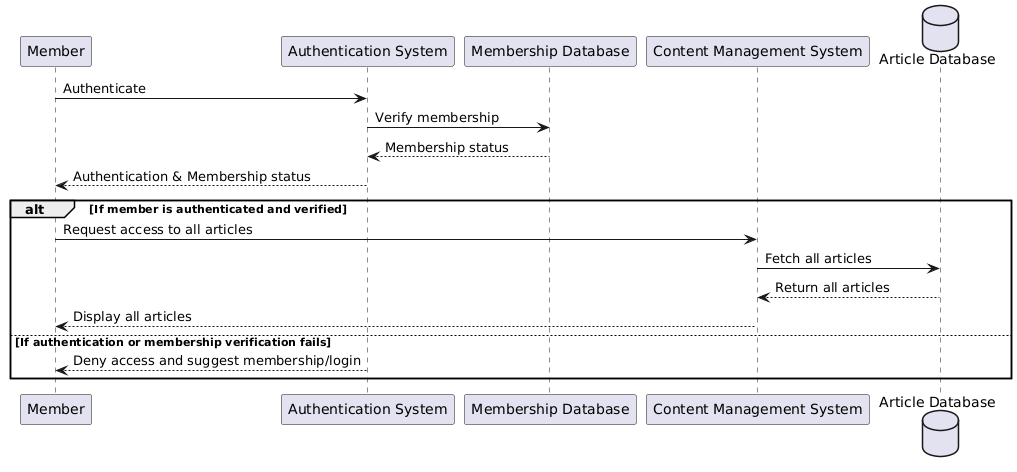 Member
Authentication System
Membership Database
Content Management System
Article Database
Authenticate
Verify membership
Membership status
Authentication & Membership status
alt [If member is authenticated and verified]
Request access to all articles
Fetch all articles
Return all articles
Display all articles
[If authentication or membership verification fails]
Deny access and suggest membership/login
Member
Authentication System
Membership Database
Content Management System
Article Database